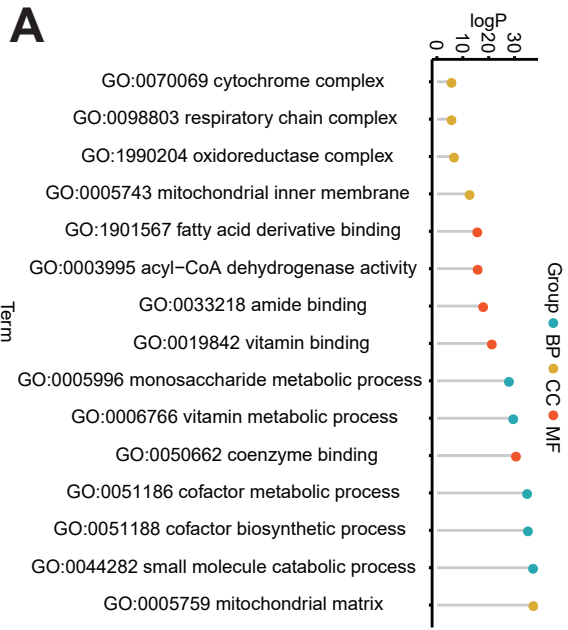 A
logP
0 10 20 30
GO:0070069 cytochrome complex
GO:0098803 respiratory chain complex
GO:1990204 oxidoreductase complex
GO:0005743 mitochondrial inner membrane
GO:1901567 fatty acid derivative binding
GO:0003995 acyl−CoA dehydrogenase activity
GO:0033218 amide binding
GO:0019842 vitamin binding
GO:0005996 monosaccharide metabolic process
GO:0006766 vitamin metabolic process
GO:0050662 coenzyme binding
GO:0051186 cofactor metabolic process
GO:0051188 cofactor biosynthetic process
GO:0044282 small molecule catabolic process
GO:0005759 mitochondrial matrix
Term
Group BP CC MF